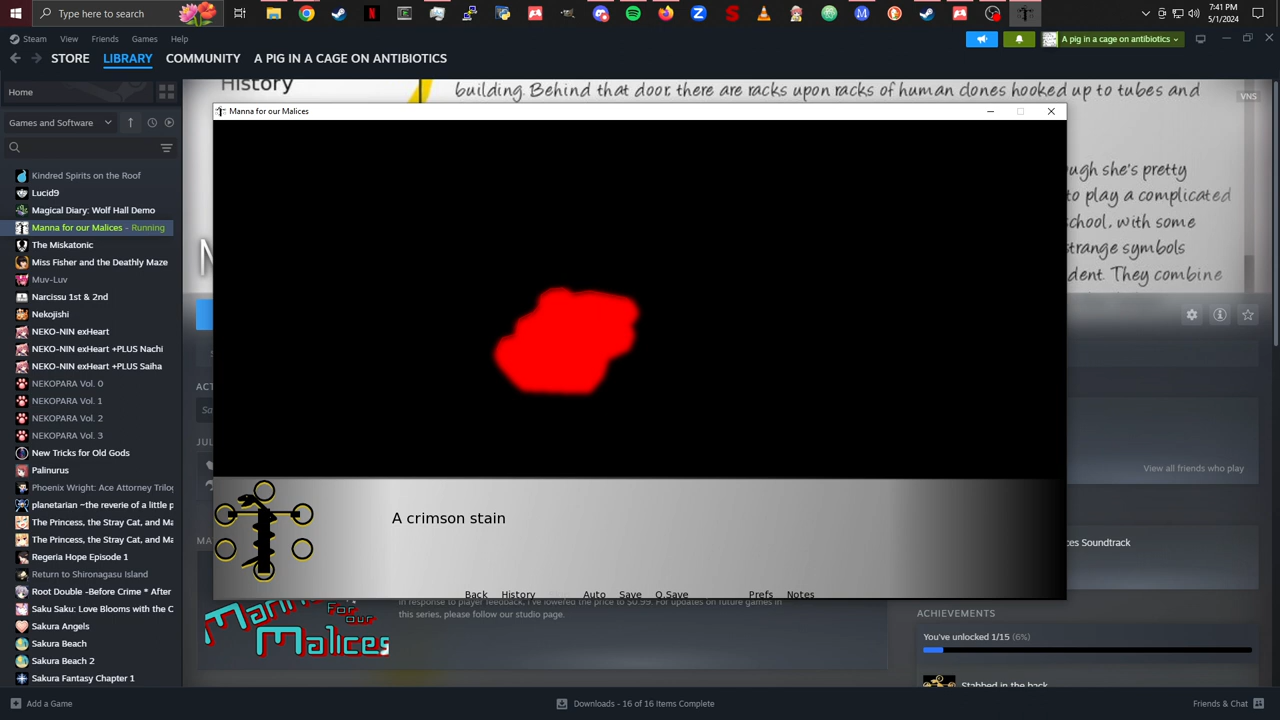 Type here to search
7:41 PM
5/1/2024
Steam View Friends Games Help
A pig in a cage on antibiotics
STORE LIBRARY COMMUNITY A PIG IN A CAGE ON ANTIBIOTICS
Home
Games and Software
Kindred Spirits on the Roof
Lucid9
Magical Diary: Wolf Hall Demo
Manna for our Malices - Running
The Miskatonic
Miss Fisher and the Deathly Maze
Muv-Luv
Narcissu 1st & 2nd
Nekojishi
NEKO-NIN exHeart
NEKO-NIN exHeart +PLUS Nachi
NEKO-NIN exHeart +PLUS Saiha
NEKOPARA Vol. 0
NEKOPARA Vol. 1
NEKOPARA Vol. 2
NEKOPARA Vol. 3
New Tricks for Old Gods
Palinurus
Phoenix Wright: Ace Attorney Trilog
planetarian ~the reverie of a little p
The Princess, the Stray Cat, and Ma
The Princess, the Stray Cat, and Ma
Regeria Hope Episode 1
Return to Shironagasu Island
Root Double -Before Crime * After
Saku Saku: Love Blooms with the C
Sakura Angels
Sakura Beach
Sakura Beach 2
Sakura Fantasy Chapter 1
History
building. Behind that door, there are racks upon racks of human clones hooked up to tubes and
VNS
ugh she's pretty
to play a complicated
school, with some
strange symbols
dent. They combine
Manna for our Malices
A crimson stain
Back History Auto Save Q.Save Prefs Notes
View all friends who play
ces Soundtrack
in response to player feedback, I've lowered the price to $0.99. For updates on future games in
this series, please follow our studio page.
Manna For our Malices
ACHIEVEMENTS
You've unlocked 1/15 (6%)
Stabbed in the back
Add a Game
Downloads - 16 of 16 Items Complete
Friends & Chat